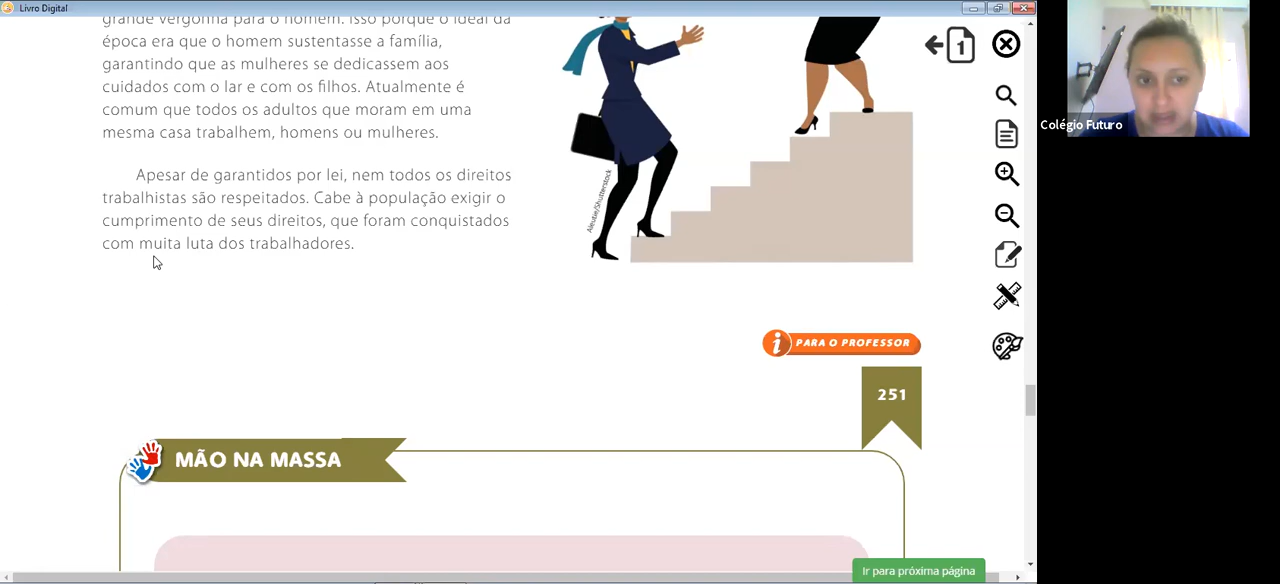 Livro Digital
grande vergonha para o homem. Isso porque o ideal da
época era que o homem sustentasse a família,
garantindo que as mulheres se dedicassem aos
cuidados com o lar e com os filhos. Atualmente é
comum que todos os adultos que moram em uma
mesma casa trabalhem, homens ou mulheres.
Apesar de garantidos por lei, nem todos os direitos
trabalhistas são respeitados. Cabe à população exigir o
cumprimento de seus direitos, que foram conquistados
com muita luta dos trabalhadores.
Aleutie/Shutterstock
1
Colégio Futuro
PARA O PROFESSOR
251
MÃO NA MASSA
Ir para próxima página